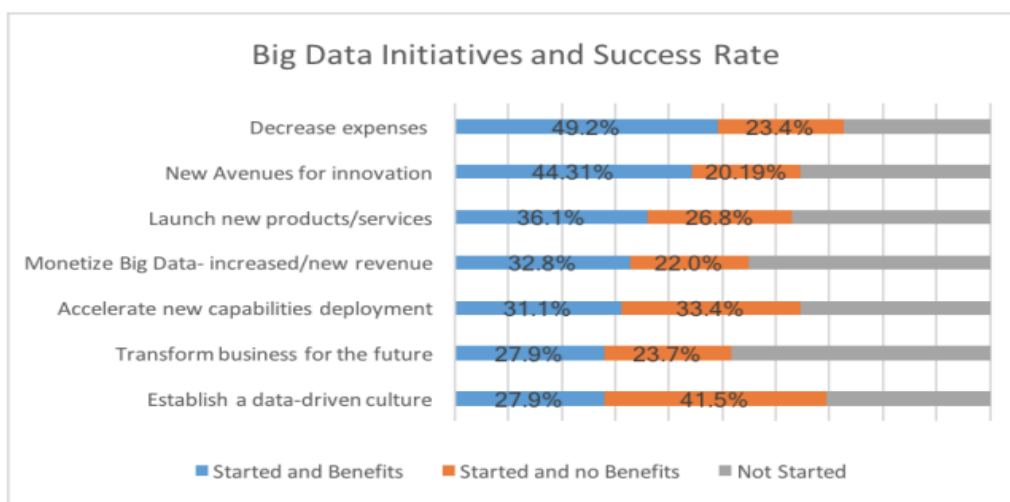 Big Data Initiatives and Success Rate
Decrease expenses 49.2% 23.4%
New Avenues for innovation 44.31% 20.19%
Launch new products/services 36.1% 26.8%
Monetize Big Data- increased/new revenue 32.8% 22.0%
Accelerate new capabilities deployment 31.1% 33.4%
Transform business for the future 27.9% 23.7%
Establish a data-driven culture 27.9% 41.5%
Started and Benefits Started and no Benefits Not Started